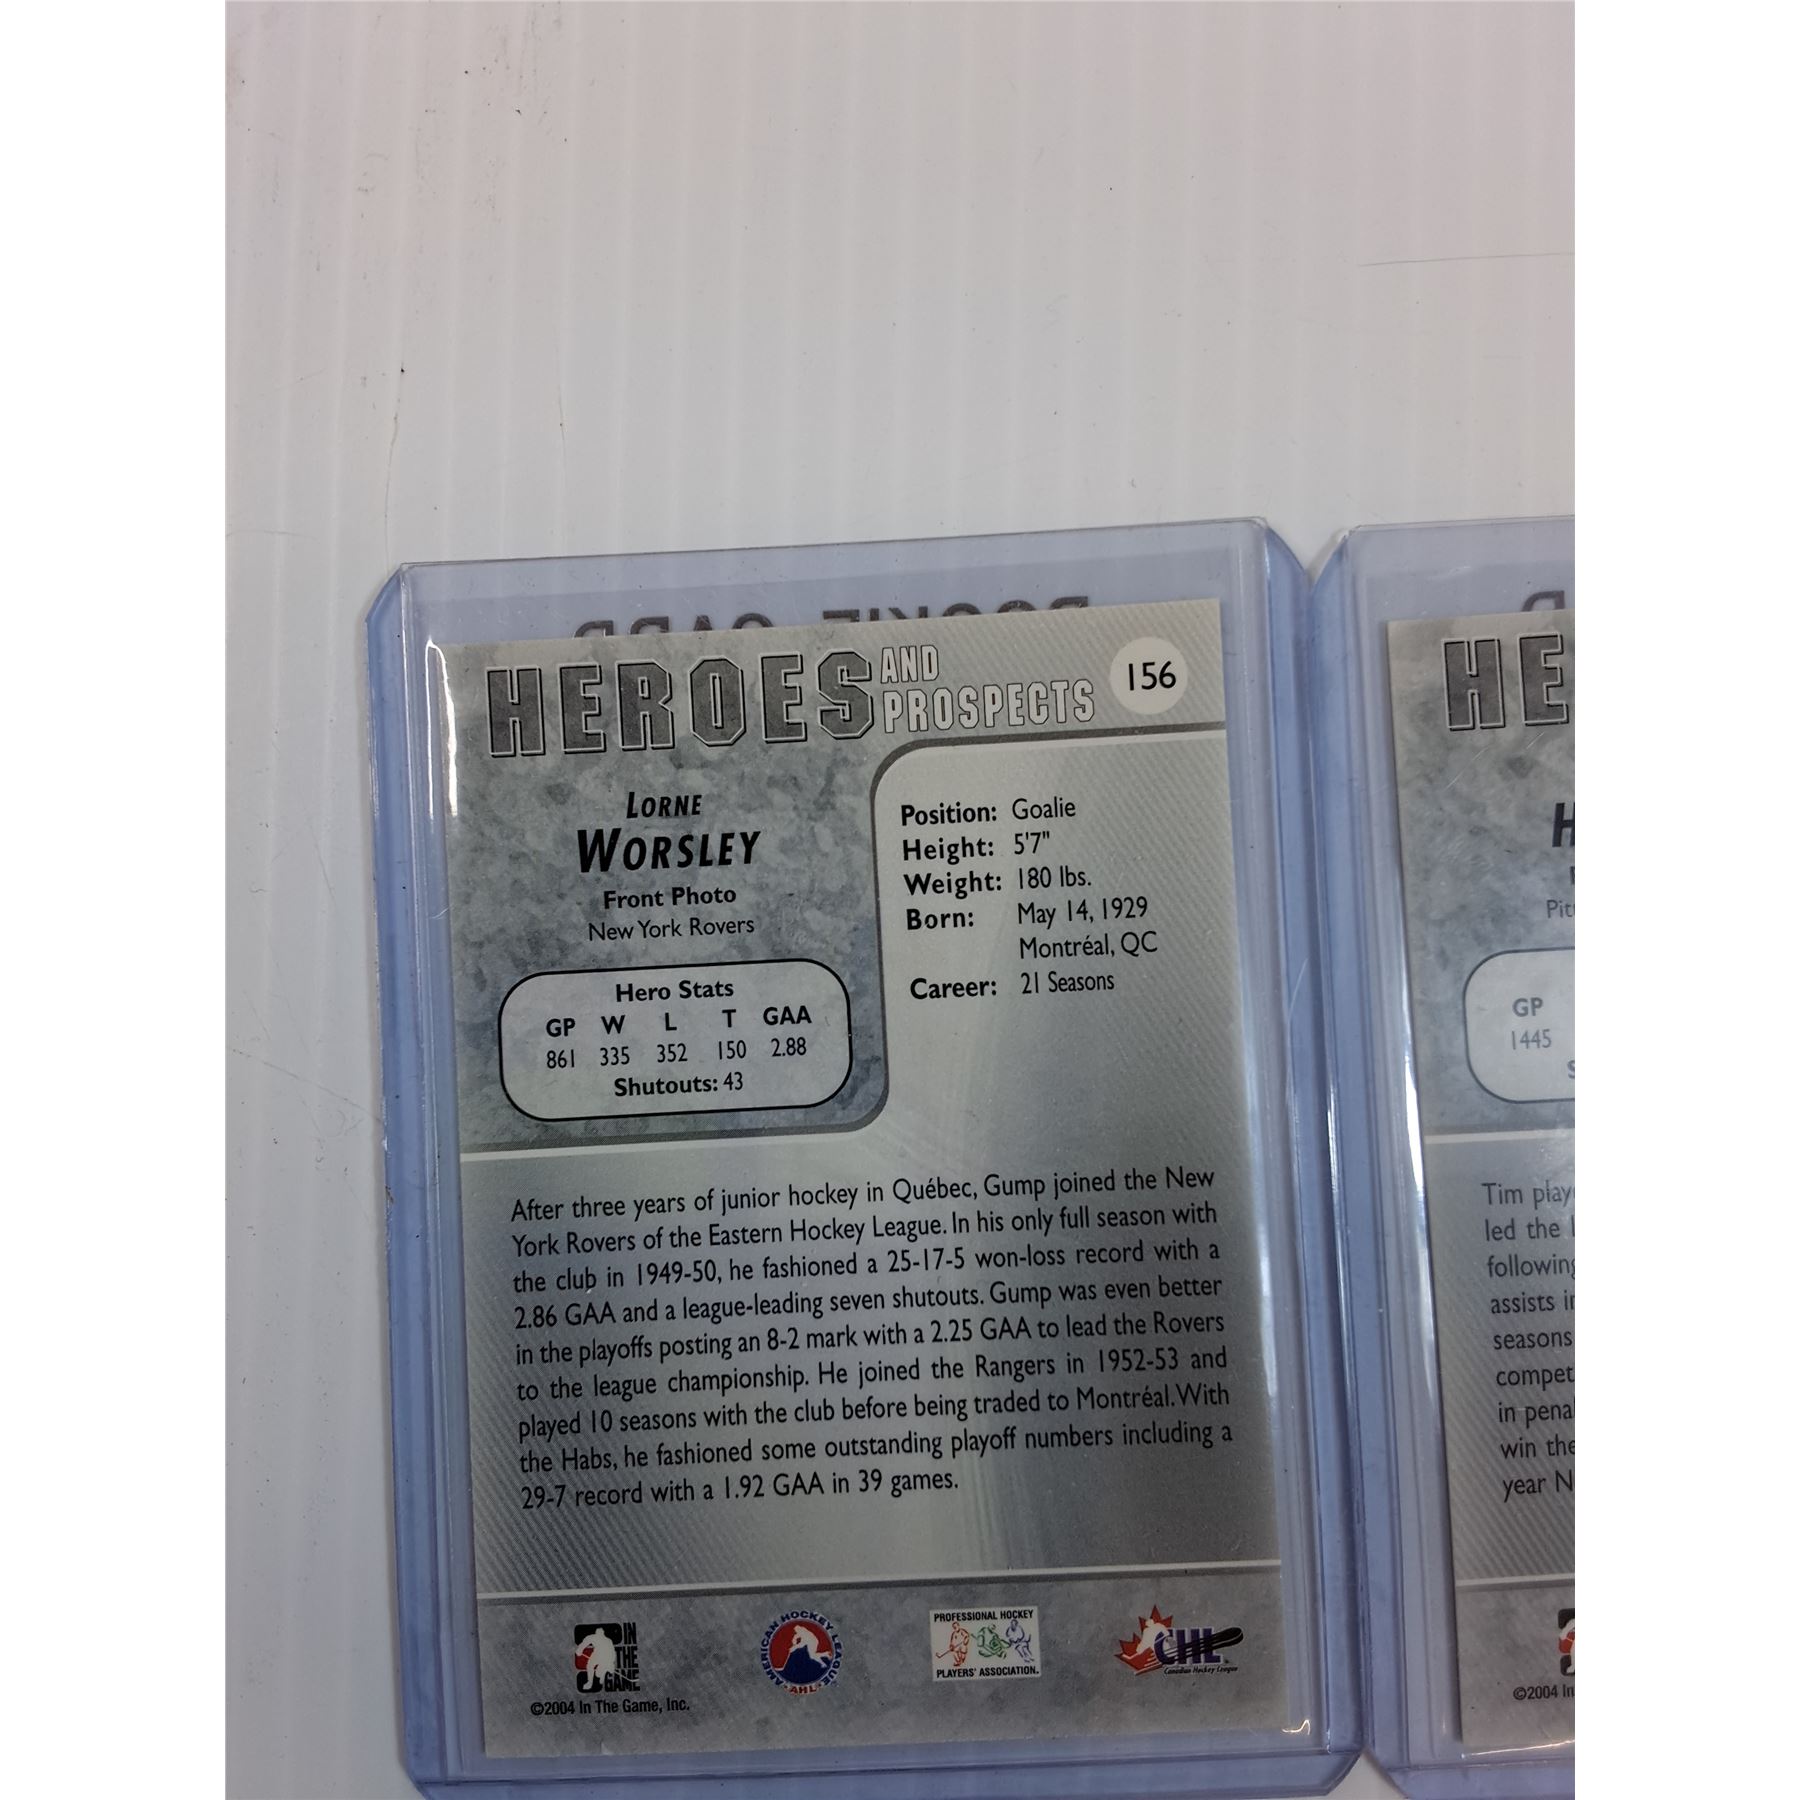 ROOKIE CARD
HEROES AND PROSPECTS 156
LORNE
WORSLEY
Front Photo
New York Rovers
Position: Goalie
Height: 5'7"
Weight: 180 lbs.
Born: May 14, 1929
Montréal, QC
Career: 21 Seasons
Hero Stats
GP W L T GAA
861 335 352 150 2.88
Shutouts: 43
After three years of junior hockey in Québec, Gump joined the New
York Rovers of the Eastern Hockey League. In his only full season with
the club in 1949-50, he fashioned a 25-17-5 won-loss record with a
2.86 GAA and a league-leading seven shutouts. Gump was even better
in the playoffs posting an 8-2 mark with a 2.25 GAA to lead the Rovers
to the league championship. He joined the Rangers in 1952-53 and
played 10 seasons with the club before being traded to Montréal. With
the Habs, he fashioned some outstanding playoff numbers including a
29-7 record with a 1.92 GAA in 39 games.
IN THE GAME
AMERICAN HOCKEY LEAGUE
AHL
PROFESSIONAL HOCKEY
PLAYERS' ASSOCIATION.
CHL
Canadian Hockey League
©2004 In The Game, Inc.
HE
H
Pit
GP
1445
S
Tim play
led the
following
assists i
seasons
compet
in pena
win the
year N
©2004 In